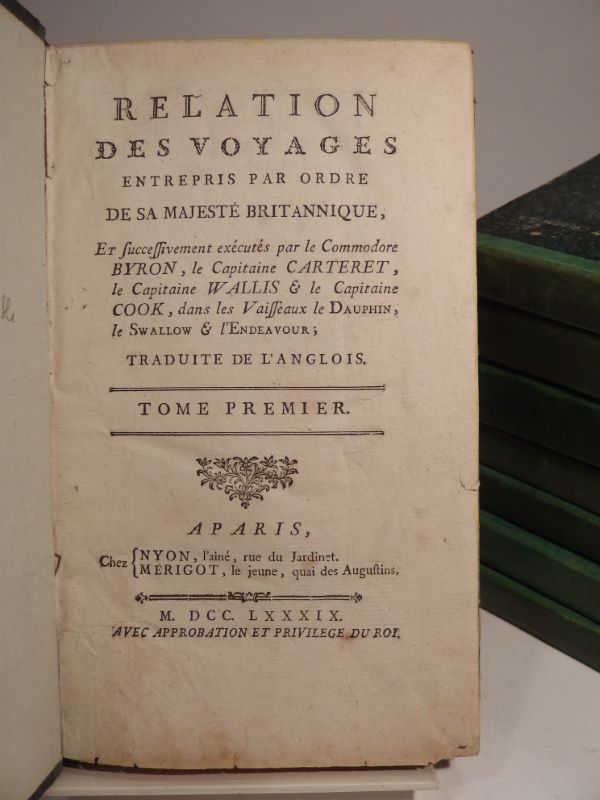 RELATION
DES VOYAGES
ENTREPRIS PAR ORDRE
DE SA MAJESTÉ BRITANNIQUE,
Et ſucceſſivement exécutés par le Commodore
BYRON, le Capitaine CARTERET,
le Capitaine WALLIS & le Capitaine
COOK, dans les Vaiſſeaux le DAUPHIN,
le SWALLOW & l'ENDEAVOUR;
TRADUITE DE L'ANGLOIS.
TOME PREMIER.
A PARIS,
Chez {NYON, l'aîné, rue du Jardinet.
MÉRIGOT, le jeune, quai des Auguſtins.
M. DCC. LXXXIX.
AVEC APPROBATION ET PRIVILEGE DU ROI.